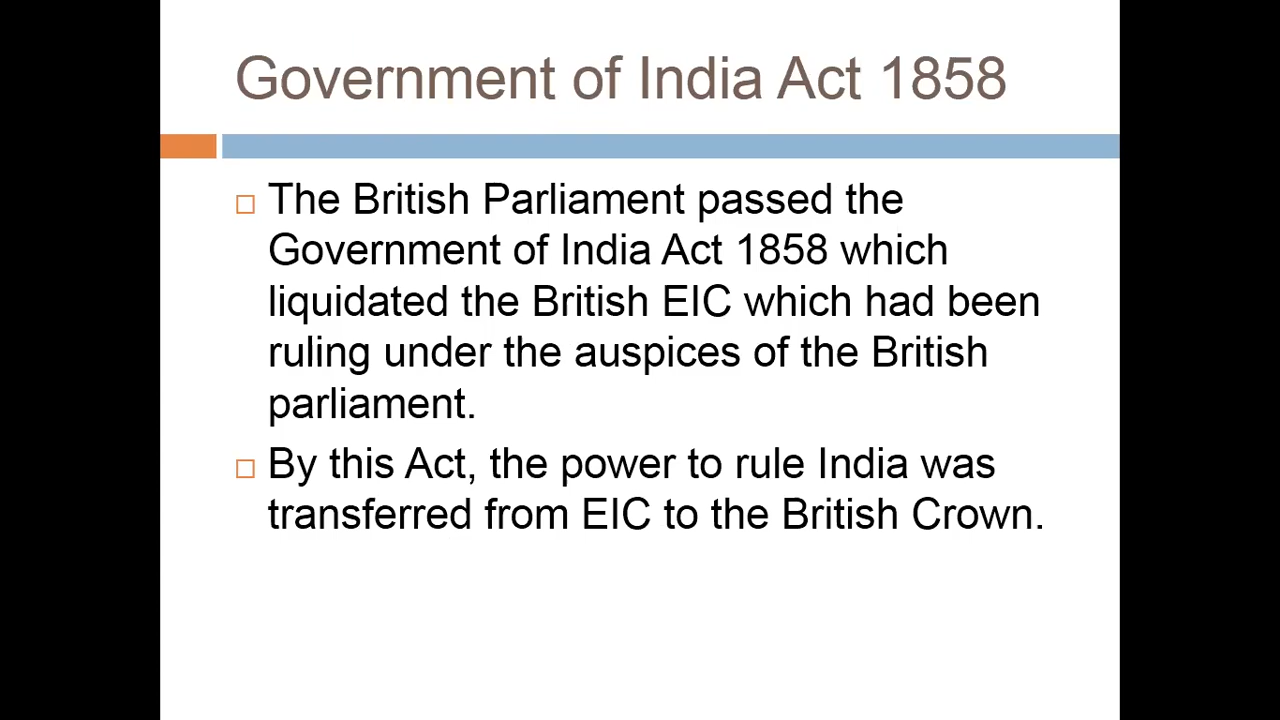 Government of India Act 1858
The British Parliament passed the
Government of India Act 1858 which
liquidated the British EIC which had been
ruling under the auspices of the British
parliament.
By this Act, the power to rule India was
transferred from EIC to the British Crown.